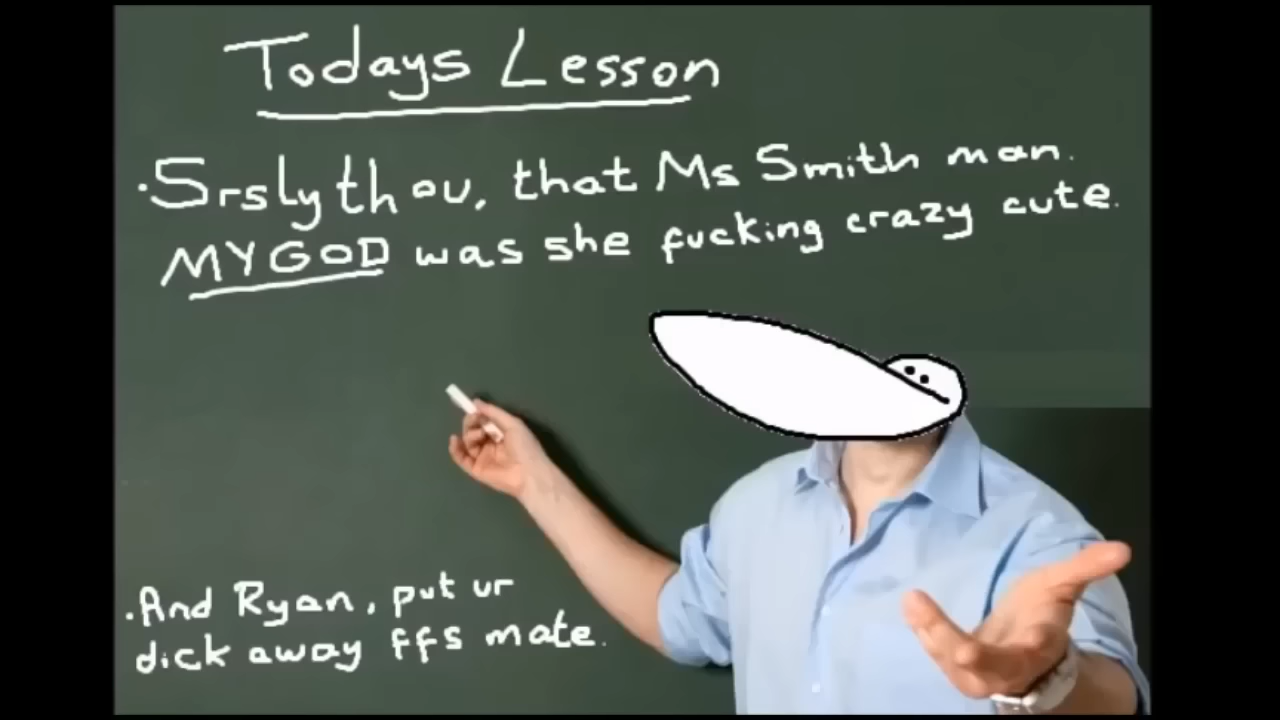 Todays Lesson
·Srsly thou, that Ms Smith man.
MY GOD was she fucking crazy cute.
·And Ryan, put ur
dick away ffs mate.